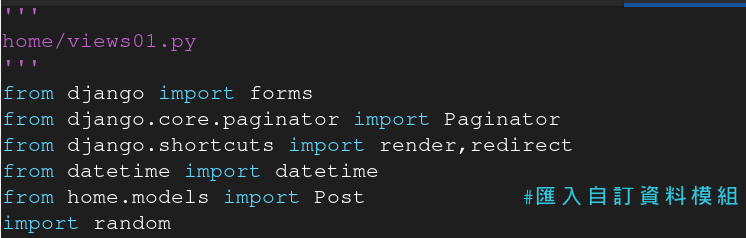 '''
home/views01.py
'''
from django import forms
from django.core.paginator import Paginator
from django.shortcuts import render,redirect
from datetime import datetime
from home.models import Post #匯入自訂資料模組
import random